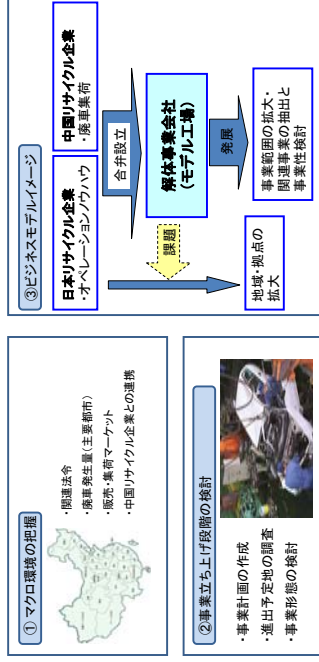 ① マクロ環境の把握
・関連法令
・廃車発生量(主要都市)
・販売・集荷マーケット
・中国リサイクル企業との連携
②事業立ち上げ段階の検討
・事業計画の作成
・進出予定地の調査
・事業形態の検討
③ビジネスモデルイメージ
日本リサイクル企業
・オペレーションノウハウ
中国リサイクル企業
・廃車集荷
合弁設立
解体事業会社
(モデル工場)
課題
発展
地域・拠点の
拡大
事業範囲の拡大・
関連事業の抽出と
事業性検討